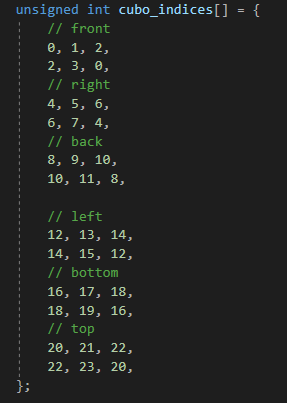 unsigned int cubo_indices[] = {
// front
0, 1, 2,
2, 3, 0,
// right
4, 5, 6,
6, 7, 4,
// back
8, 9, 10,
10, 11, 8,
// left
12, 13, 14,
14, 15, 12,
// bottom
16, 17, 18,
18, 19, 16,
// top
20, 21, 22,
22, 23, 20,
};